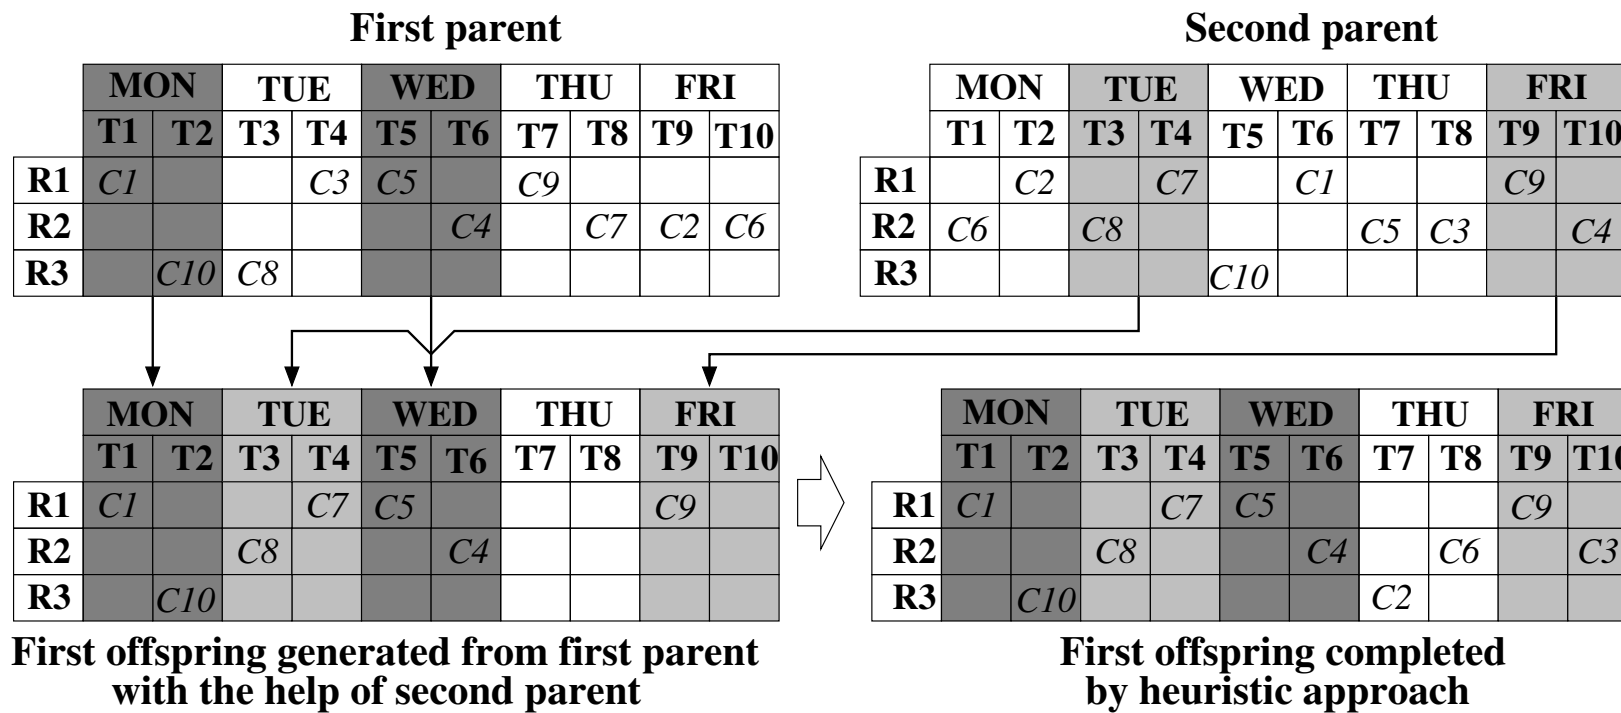 First parent
MON TUE WED THU FRI
T1 T2 T3 T4 T5 T6 T7 T8 T9 T10
R1 C1 C3 C5 C9
R2 C4 C7 C2 C6
R3 C10 C8
Second parent
MON TUE WED THU FRI
T1 T2 T3 T4 T5 T6 T7 T8 T9 T10
R1 C2 C7 C1 C9
R2 C6 C8 C5 C3 C4
R3 C10
MON TUE WED THU FRI
T1 T2 T3 T4 T5 T6 T7 T8 T9 T10
R1 C1 C7 C5 C9
R2 C8 C4
R3 C10
First offspring generated from first parent
with the help of second parent
MON TUE WED THU FRI
T1 T2 T3 T4 T5 T6 T7 T8 T9 T10
R1 C1 C7 C5 C9
R2 C8 C4 C6 C3
R3 C10 C2
First offspring completed
by heuristic approach